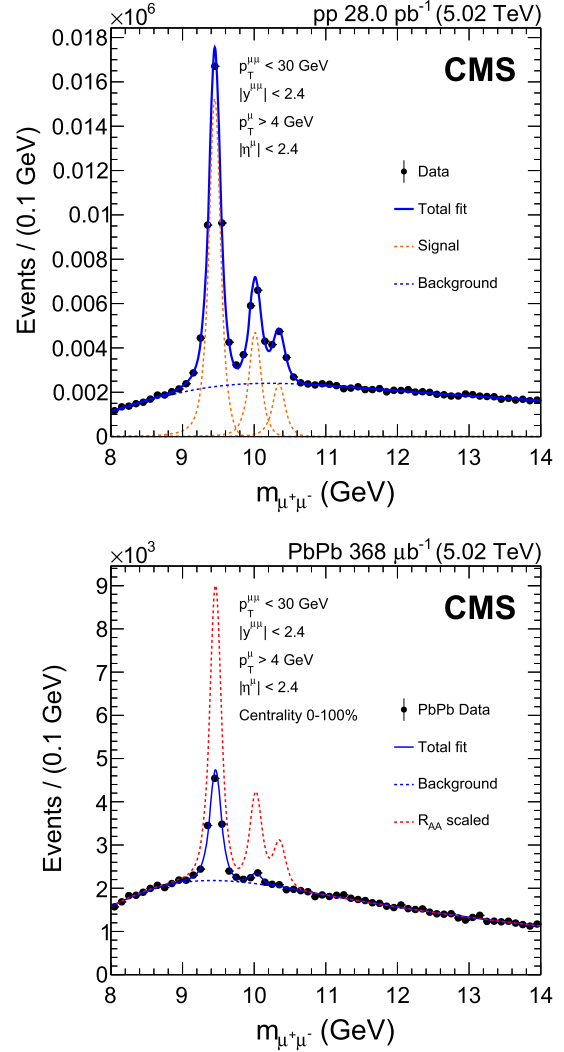 ×10⁶
pp 28.0 pb⁻¹ (5.02 TeV)
CMS
p_T^μμ < 30 GeV
|y^μμ| < 2.4
p_T^μ > 4 GeV
|η^μ| < 2.4
Data
Total fit
Signal
Background
Events / (0.1 GeV)
0.018
0.016
0.014
0.012
0.01
0.008
0.006
0.004
0.002
0
8 9 10 11 12 13 14
m_μ⁺μ⁻ (GeV)
×10³
PbPb 368 μb⁻¹ (5.02 TeV)
CMS
p_T^μμ < 30 GeV
|y^μμ| < 2.4
p_T^μ > 4 GeV
|η^μ| < 2.4
Centrality 0-100%
PbPb Data
Total fit
Background
R_AA scaled
Events / (0.1 GeV)
9
8
7
6
5
4
3
2
1
0
8 9 10 11 12 13 14
m_μ⁺μ⁻ (GeV)